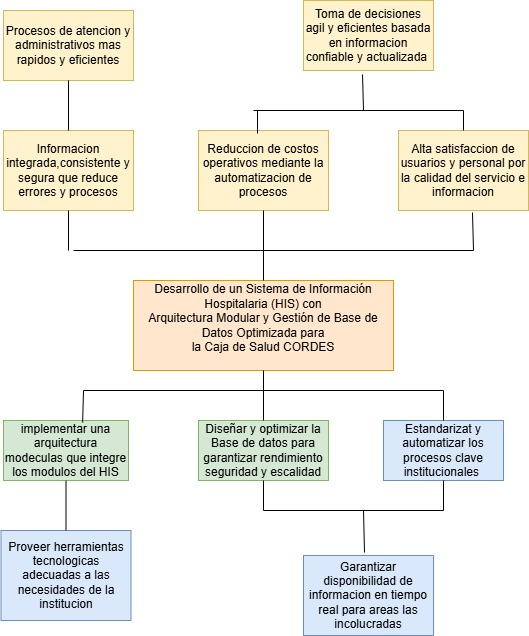 Procesos de atencion y
administrativos mas
rapidos y eficientes
Toma de decisiones
agil y eficientes basada
en informacion
confiable y actualizada
Informacion
integrada,consistente y
segura que reduce
errores y procesos
Reduccion de costos
operativos mediante la
automatizacion de
procesos
Alta satisfaccion de
usuarios y personal por
la calidad del servicio e
informacion
Desarrollo de un Sistema de Información
Hospitalaria (HIS) con
Arquitectura Modular y Gestión de Base de
Datos Optimizada para
la Caja de Salud CORDES
implementar una
arquitectura
modeculas que integre
los modulos del HIS
Diseñar y optimizar la
Base de datos para
garantizar rendimiento
seguridad y escalidad
Estandarizat y
automatizar los
procesos clave
institucionales
Proveer herramientas
tecnologicas
adecuadas a las
necesidades de la
institucion
Garantizar
disponibilidad de
informacion en tiempo
real para areas las
incolucradas